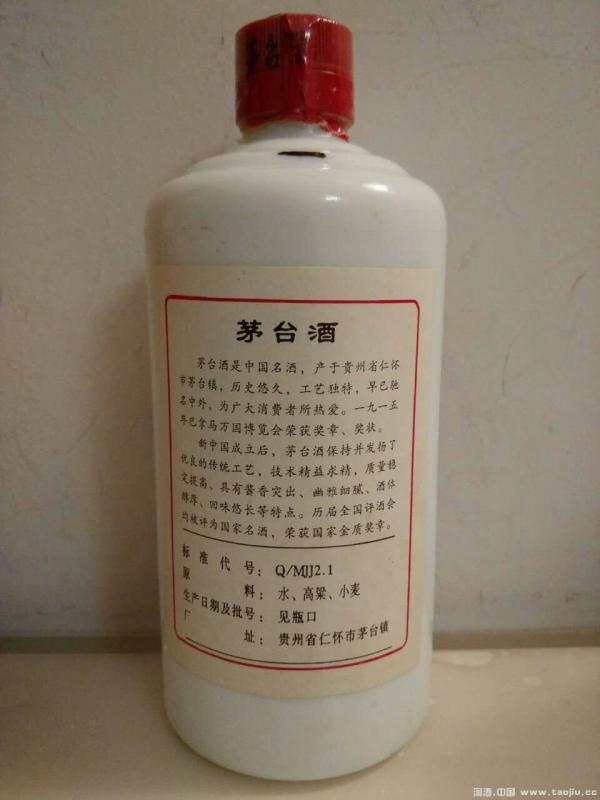 茅台酒
茅台酒
茅台酒是中国名酒，产于贵州省仁怀
市茅台镇，历史悠久，工艺独特，早已驰
名中外，为广大消费者所热爱。一九一五
年巴拿马万国博览会荣获奖章、奖状。
新中国成立后，茅台酒保持并发扬了
优良的传统工艺，技术精益求精，质量稳
定提高、具有酱香突出、幽雅细腻、酒体
醇厚、回味悠长等特点。历届全国评酒会
均被评为国家名酒，荣获国家金质奖章。
标准代号：Q/MJJ2.1
原料：水、高粱、小麦
生产日期及批号：见瓶口
厂址：贵州省仁怀市茅台镇
淘酒.中国 www.taojiu.cc